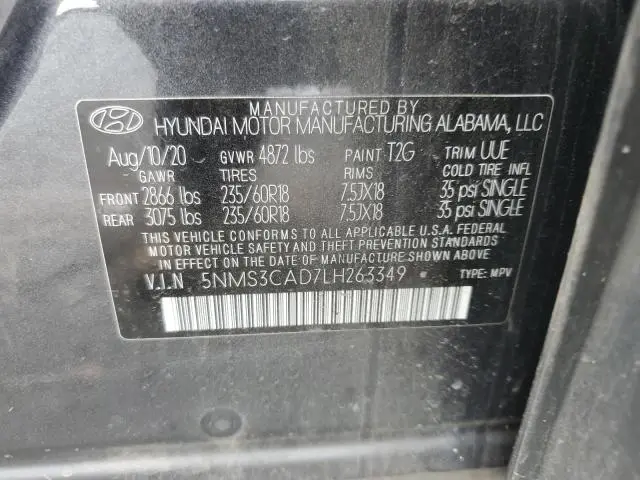 MANUFACTURED BY
HYUNDAI MOTOR MANUFACTURING ALABAMA, LLC
Aug/10/20 GVWR 4872 lbs PAINT T2G TRIM UUE
GAWR TIRES RIMS COLD TIRE INFL
FRONT 2866 lbs 235/60R18 7.5JX18 35 psi SINGLE
REAR 3075 lbs 235/60R18 7.5JX18 35 psi SINGLE
THIS VEHICLE CONFORMS TO ALL APPLICABLE U.S.A. FEDERAL
MOTOR VEHICLE SAFETY AND THEFT PREVENTION STANDARDS
IN EFFECT ON THE DATE OF MANUFACTURE SHOWN ABOVE.
V.I.N 5NMS3CAD7LH263349 TYPE: MPV